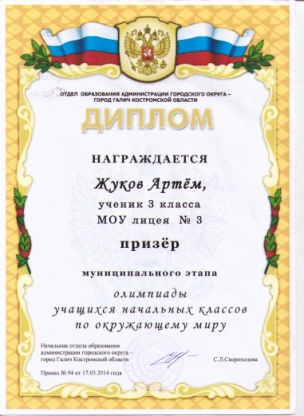 ОТДЕЛ ОБРАЗОВАНИЯ АДМИНИСТРАЦИИ ГОРОДСКОГО ОКРУГА –
ГОРОД ГАЛИЧ КОСТРОМСКОЙ ОБЛАСТИ
ДИПЛОМ
НАГРАЖДАЕТСЯ
Жуков Артём,
ученик 3 класса
МОУ лицея № 3
призёр
муниципального этапа
олимпиады
учащихся начальных классов
по окружающему миру
Начальник отдела образования
администрации городского округа –
город Галич Костромской области
С.Л.Скороходова
Приказ № 94 от 17.03.2014 года